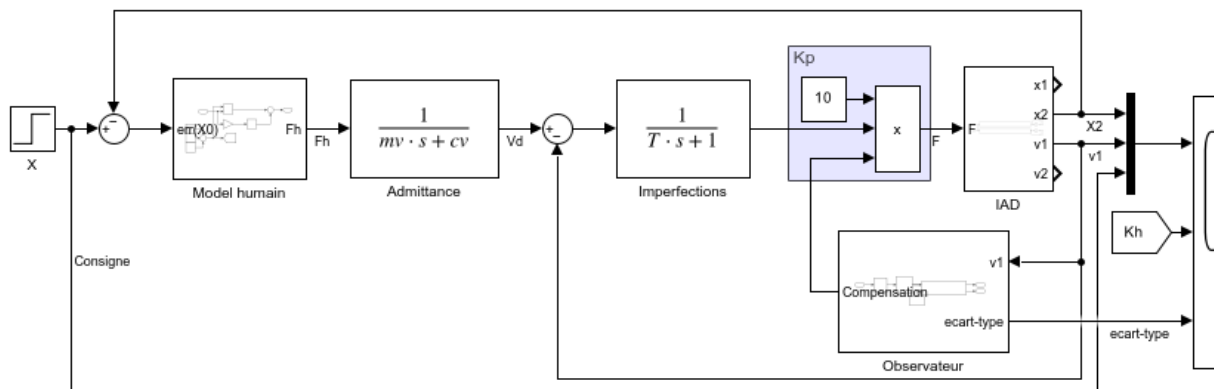 Kp
10
x
x1
x2
X2
v1
v1
v2
F
F
IAD
X
+
−
err(X0)
Fh
Fh
Model humain
1
mv · s + cv
Admittance
Vd
+
−
1
T · s + 1
Imperfections
Kh
Consigne
v1
Compensation
ecart-type
ecart-type
Observateur